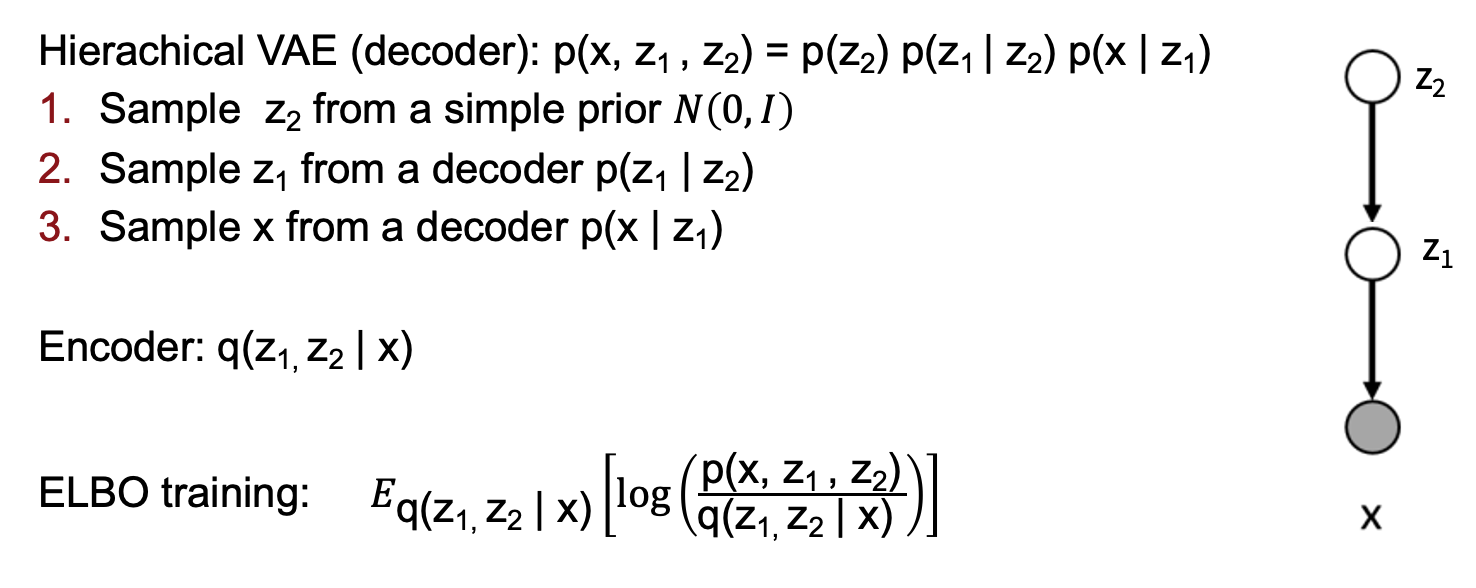 Hierachical VAE (decoder): p(x, z₁ , z₂) = p(z₂) p(z₁ | z₂) p(x | z₁)
1. Sample z₂ from a simple prior N(0, I)
2. Sample z₁ from a decoder p(z₁ | z₂)
3. Sample x from a decoder p(x | z₁)
Encoder: q(z₁, z₂ | x)
ELBO training: E_q(z₁, z₂ | x) [log (p(x, z₁ , z₂) / q(z₁, z₂ | x))]
z₂
z₁
x